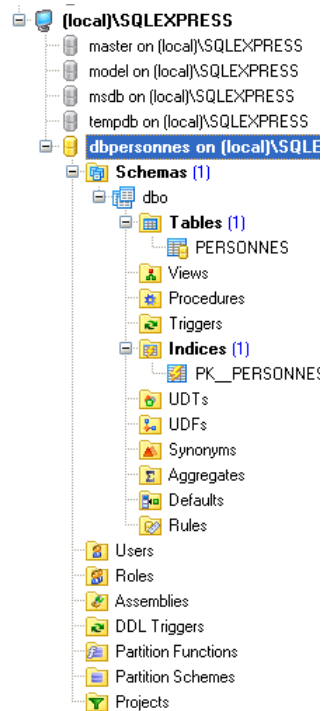 (local)\SQLEXPRESS
master on (local)\SQLEXPRESS
model on (local)\SQLEXPRESS
msdb on (local)\SQLEXPRESS
tempdb on (local)\SQLEXPRESS
dbpersonnes on (local)\SQLE
Schemas (1)
dbo
Tables (1)
PERSONNES
Views
Procedures
Triggers
Indices (1)
PK__PERSONNES
UDTs
UDFs
Synonyms
Aggregates
Defaults
Rules
Users
Roles
Assemblies
DDL Triggers
Partition Functions
Partition Schemes
Projects